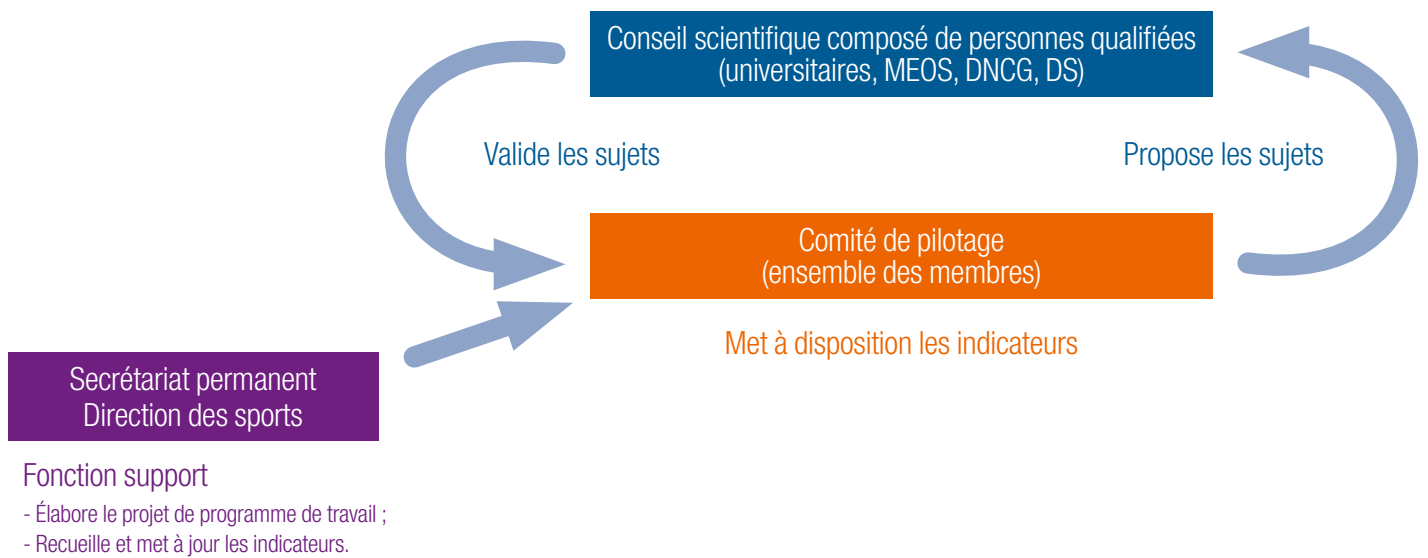 Conseil scientifique composé de personnes qualifiées
(universitaires, MEOS, DNCG, DS)
Valide les sujets
Propose les sujets
Comité de pilotage
(ensemble des membres)
Met à disposition les indicateurs
Secrétariat permanent
Direction des sports
Fonction support
- Élabore le projet de programme de travail ;
- Recueille et met à jour les indicateurs.